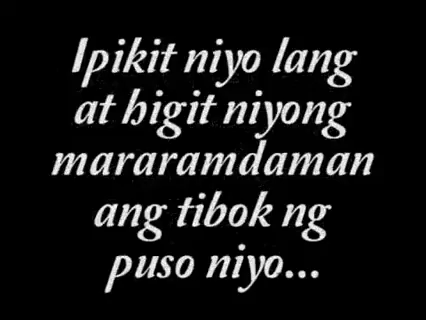 Ipikit niyo lang
at higit niyong
mararamdaman
ang tibok ng
puso niyo...